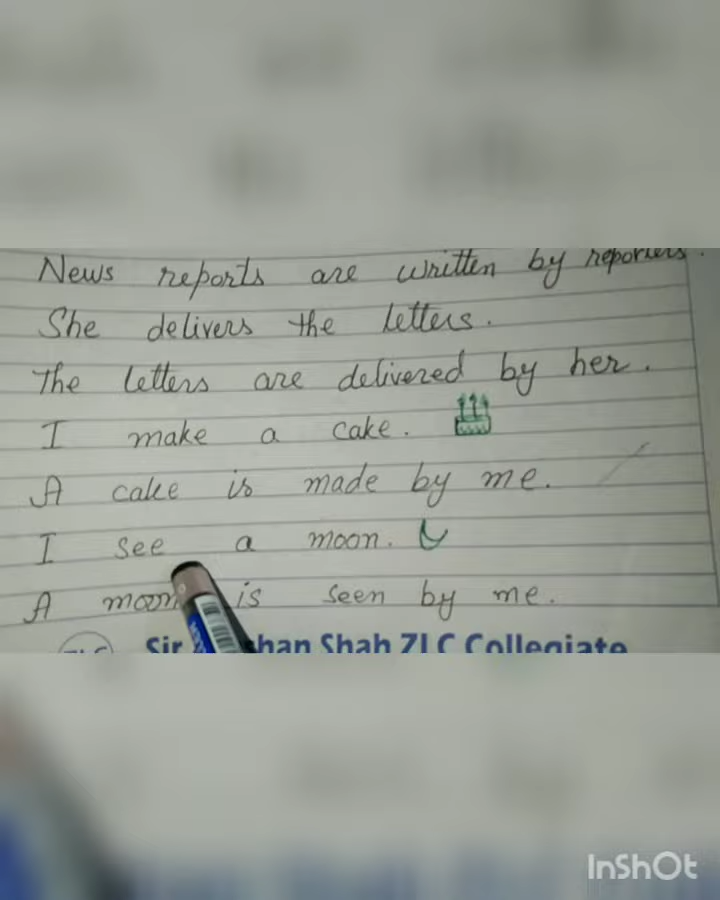 News reports are written by reporters.
She delivers the letters.
The letters are delivered by her.
I make a cake.
A cake is made by me.
I see a moon.
A moon is seen by me.
Sir Shah ZLC Collegiate
InShOt